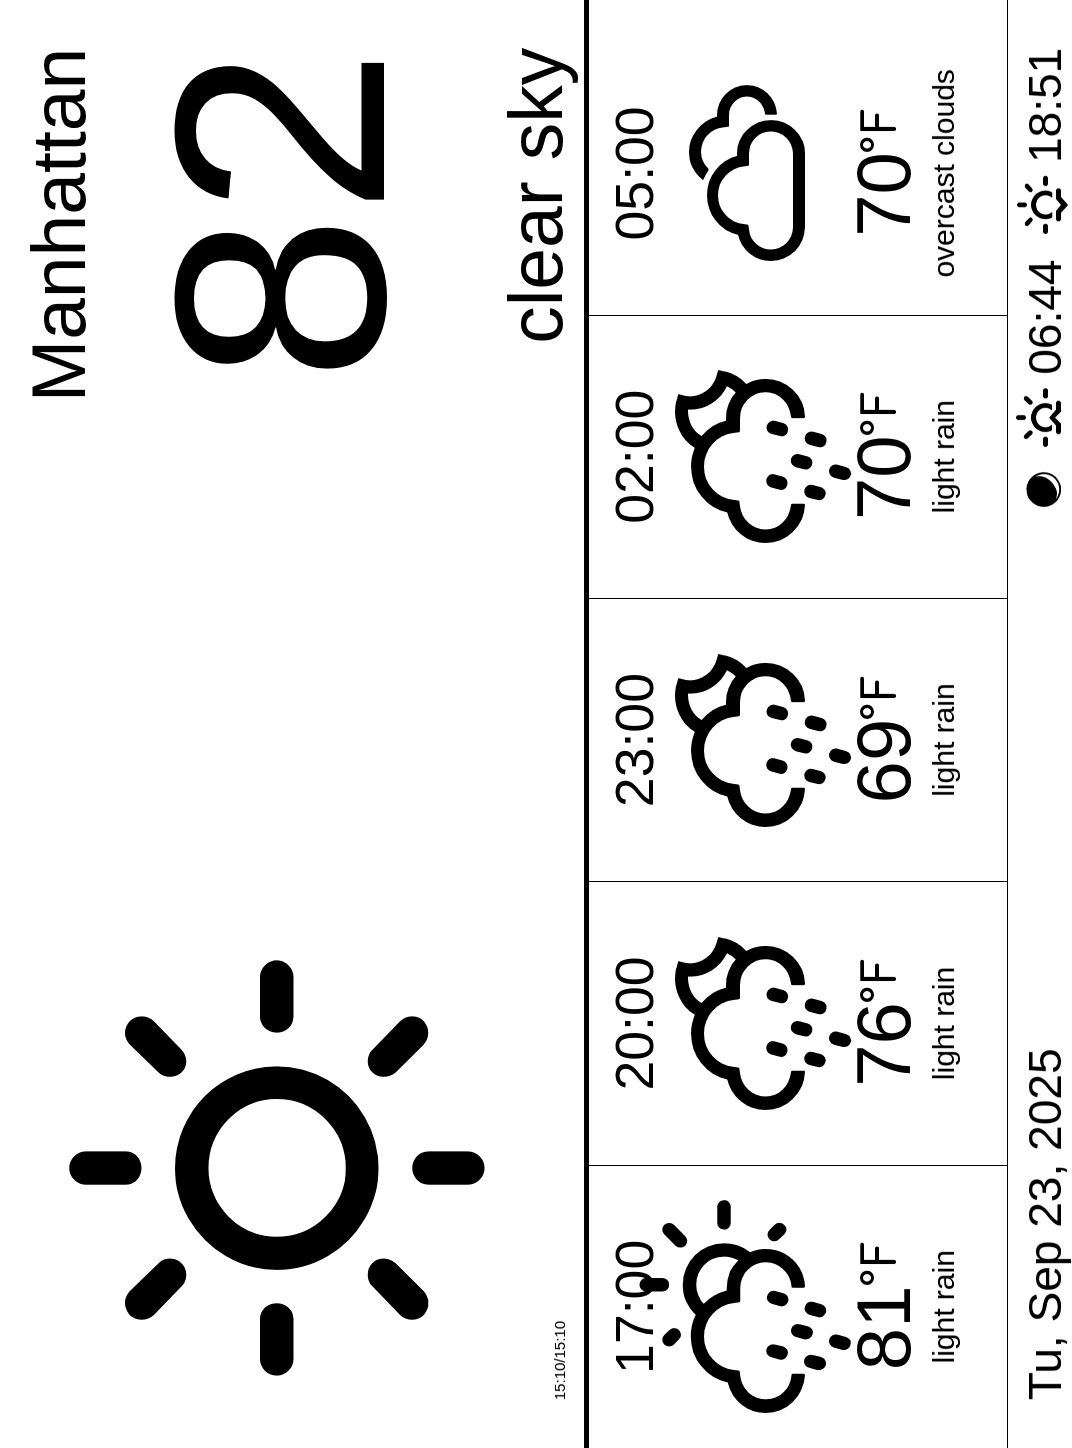 Manhattan
82
clear sky
15:10/15:10
17:00 20:00 23:00 02:00 05:00
81°F 76°F 69°F 70°F 70°F
light rain light rain light rain light rain overcast clouds
Tu, Sep 23, 2025 06:44 18:51